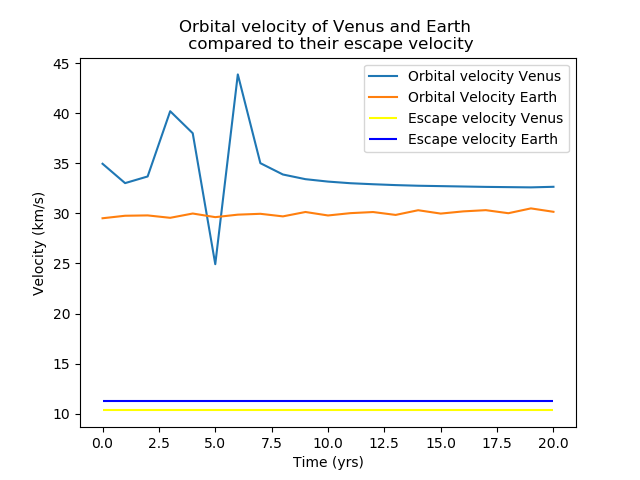 Orbital velocity of Venus and Earth
compared to their escape velocity
45
40
35
30
25
20
15
10
Velocity (km/s)
Orbital velocity Venus
Orbital Velocity Earth
Escape velocity Venus
Escape velocity Earth
0.0 2.5 5.0 7.5 10.0 12.5 15.0 17.5 20.0
Time (yrs)